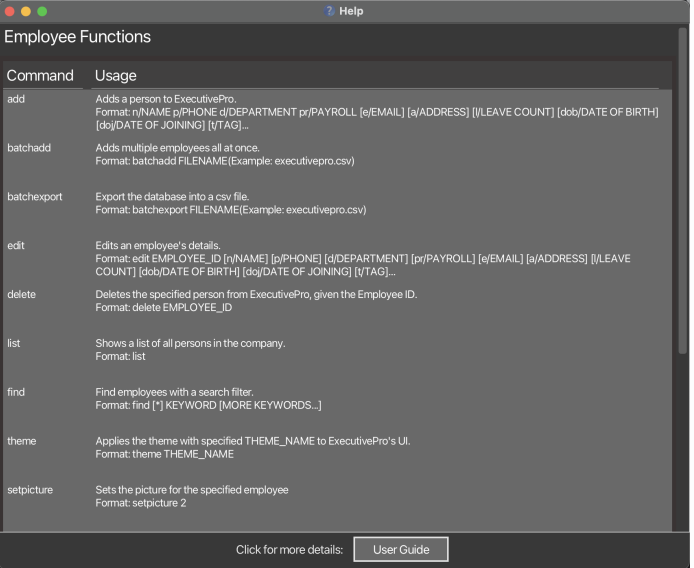 Help
Employee Functions
Command Usage
add Adds a person to ExecutivePro.
Format: n/NAME p/PHONE d/DEPARTMENT pr/PAYROLL [e/EMAIL] [a/ADDRESS] [l/LEAVE COUNT] [dob/DATE OF BIRTH]
[doj/DATE OF JOINING] [t/TAG]...
batchadd Adds multiple employees all at once.
Format: batchadd FILENAME(Example: executivepro.csv)
batchexport Export the database into a csv file.
Format: batchexport FILENAME(Example: executivepro.csv)
edit Edits an employee's details.
Format: edit EMPLOYEE_ID [n/NAME] [p/PHONE] [d/DEPARTMENT] [pr/PAYROLL] [e/EMAIL] [a/ADDRESS] [l/LEAVE
COUNT] [dob/DATE OF BIRTH] [doj/DATE OF JOINING] [t/TAG]...
delete Deletes the specified person from ExecutivePro, given the Employee ID.
Format: delete EMPLOYEE_ID
list Shows a list of all persons in the company.
Format: list
find Find employees with a search filter.
Format: find [*] KEYWORD [MORE KEYWORDS...]
theme Applies the theme with specified THEME_NAME to ExecutivePro's UI.
Format: theme THEME_NAME
setpicture Sets the picture for the specified employee
Format: setpicture 2
Click for more details: User Guide